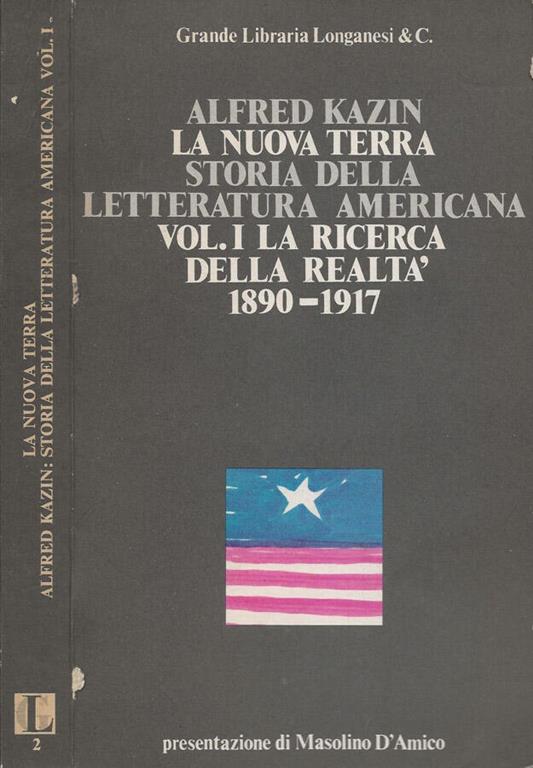 Grande Libraria Longanesi & C.
ALFRED KAZIN
LA NUOVA TERRA
STORIA DELLA
LETTERATURA AMERICANA
VOL. I LA RICERCA
DELLA REALTA'
1890-1917
presentazione di Masolino D'Amico
LA NUOVA TERRA
ALFRED KAZIN: STORIA DELLA LETTERATURA AMERICANA VOL. I
LG
2